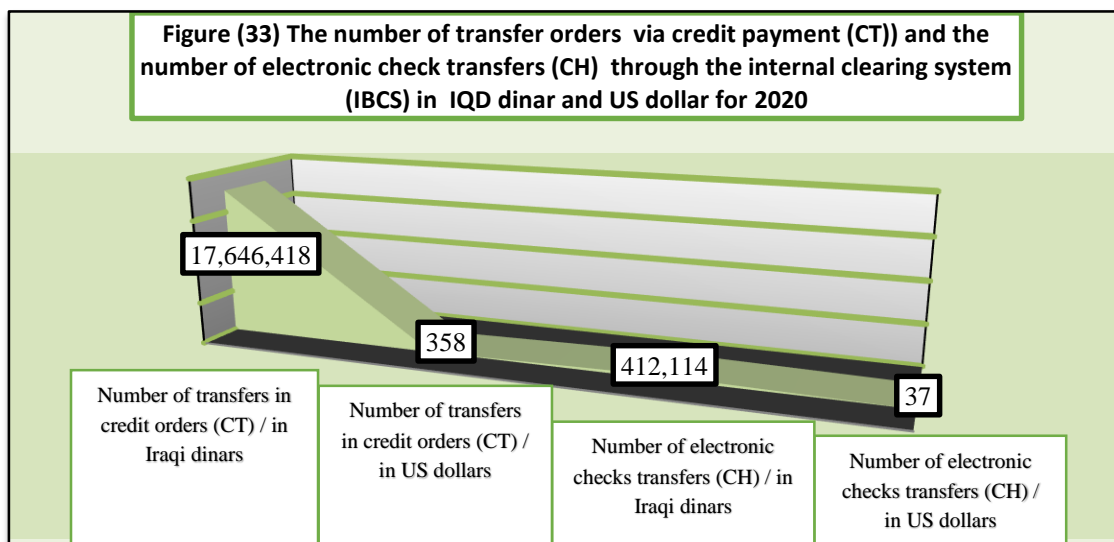 Figure (33) The number of transfer orders via credit payment (CT)) and the
number of electronic check transfers (CH) through the internal clearing system
(IBCS) in IQD dinar and US dollar for 2020
17,646,418
358
412,114
37
Number of transfers in
credit orders (CT) / in
Iraqi dinars
Number of transfers
in credit orders (CT) /
in US dollars
Number of electronic
checks transfers (CH) / in
Iraqi dinars
Number of electronic
checks transfers (CH) /
in US dollars